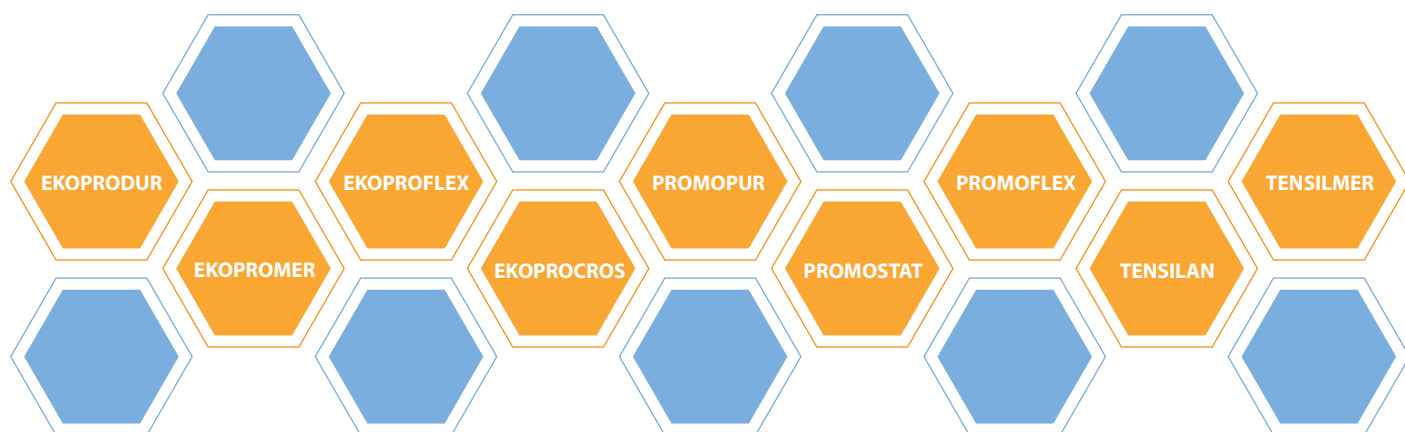 EKOPRODUR
EKOPROFLEX
PROMOPUR
PROMOFLEX
TENSILMER
EKOPROMER
EKOPROCROS
PROMOSTAT
TENSILAN